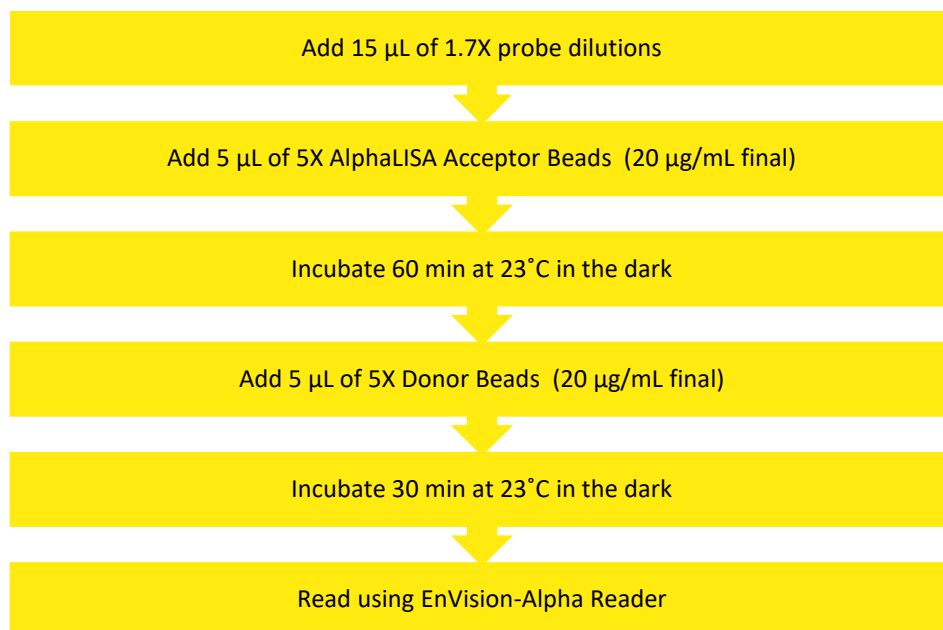 Add 15 µL of 1.7X probe dilutions
Add 5 µL of 5X AlphaLISA Acceptor Beads  (20 µg/mL final)
Incubate 60 min at 23˚C in the dark
Add 5 µL of 5X Donor Beads  (20 µg/mL final)
Incubate 30 min at 23˚C in the dark
Read using EnVision-Alpha Reader